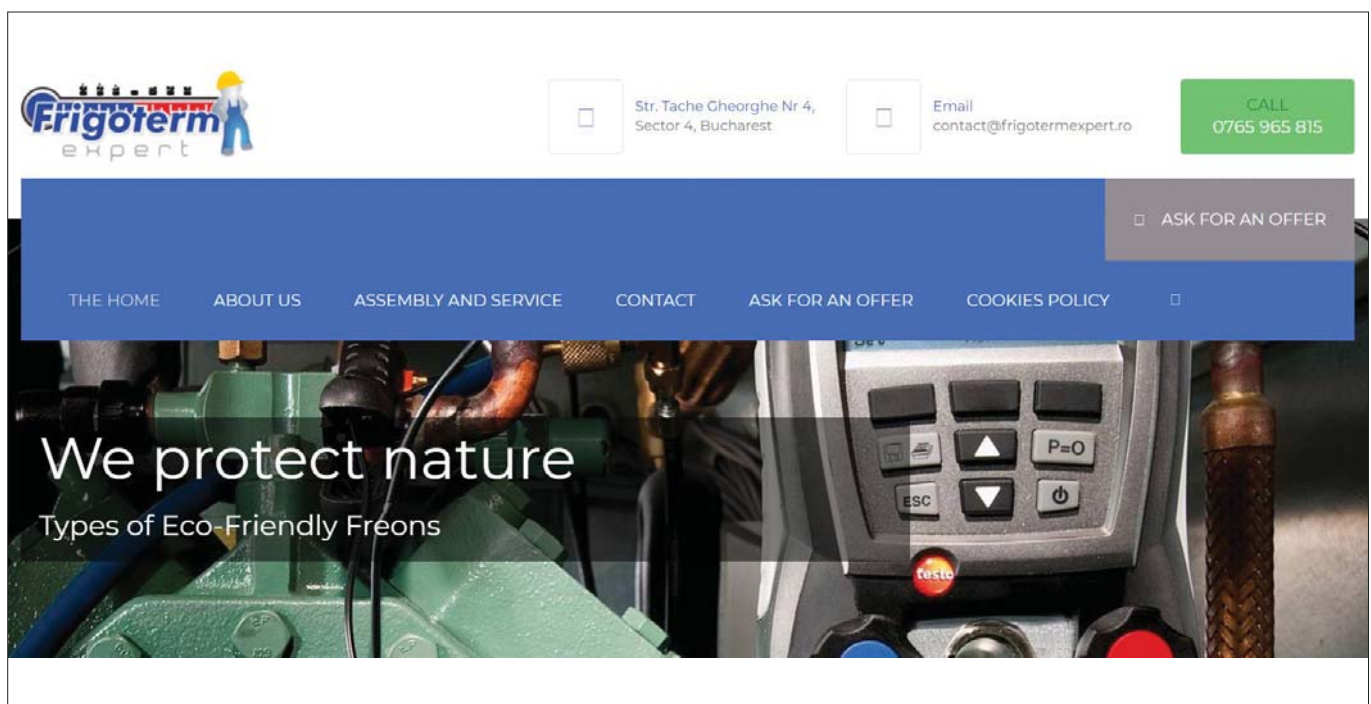 Frigoterm
expert
Str. Tache Gheorghe Nr 4,
Sector 4, Bucharest
Email
contact@frigotermexpert.ro
CALL
0765 965 815
ASK FOR AN OFFER
THE HOME
ABOUT US
ASSEMBLY AND SERVICE
CONTACT
ASK FOR AN OFFER
COOKIES POLICY
We protect nature
Types of Eco-Friendly Freons
P=O
ESC
testo